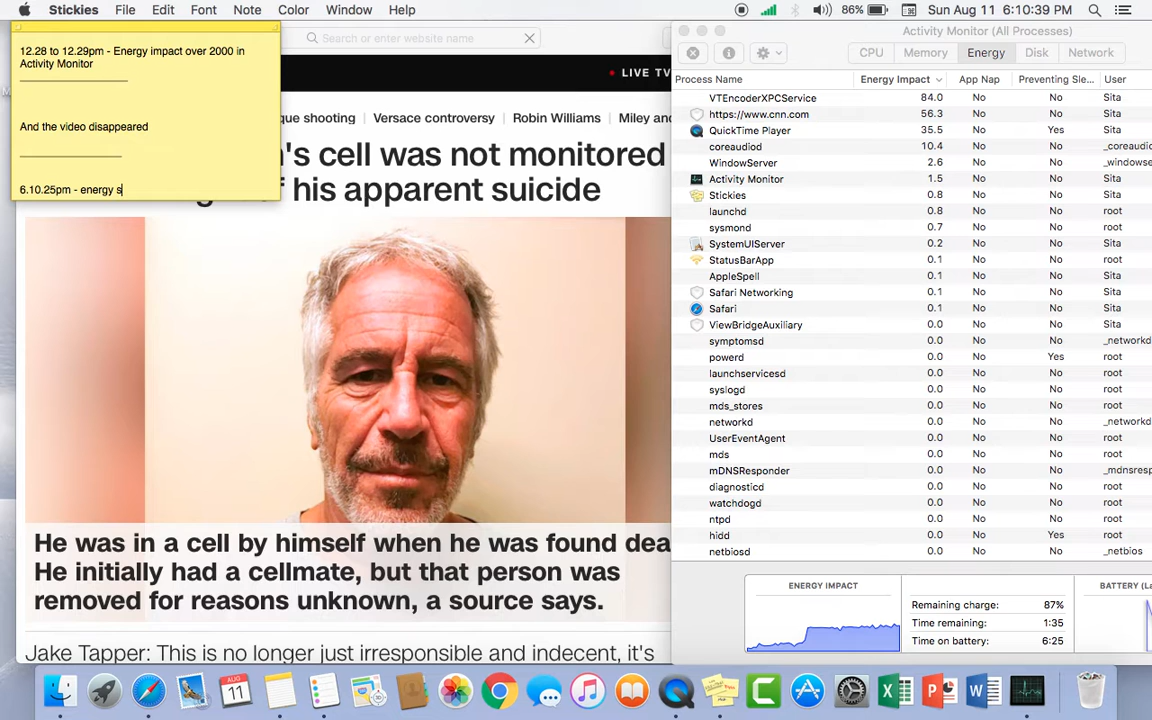 Stickies File Edit Font Note Color Window Help
86% Sun Aug 11 6:10:39 PM
12.28 to 12.29pm - Energy impact over 2000 in
Activity Monitor
And the video disappeared
6.10.25pm - energy s
Search or enter website name
LIVE TV
que shooting Versace controversy Robin Williams Miley and
n's cell was not monitored
his apparent suicide
He was in a cell by himself when he was found dea
He initially had a cellmate, but that person was
removed for reasons unknown, a source says.
Jake Tapper: This is no longer just irresponsible and indecent, it's
Activity Monitor (All Processes)
CPU Memory Energy Disk Network
Process Name Energy Impact App Nap Preventing Sle... User
VTEncoderXPCService 84.0 No No Sita
https://www.cnn.com 56.3 No No Sita
QuickTime Player 35.5 No Yes Sita
coreaudiod 10.4 No No _coreaudic
WindowServer 2.6 No No _windowse
Activity Monitor 1.5 No No Sita
Stickies 0.8 No No Sita
launchd 0.8 No No root
sysmond 0.7 No No root
SystemUIServer 0.2 No No Sita
StatusBarApp 0.1 No No Sita
AppleSpell 0.1 No No Sita
Safari Networking 0.1 No No Sita
Safari 0.1 No No Sita
ViewBridgeAuxiliary 0.0 No No Sita
symptomsd 0.0 No No _networkd
powerd 0.0 No Yes root
launchservicesd 0.0 No No root
syslogd 0.0 No No root
mds_stores 0.0 No No root
networkd 0.0 No No _networkd
UserEventAgent 0.0 No No root
mds 0.0 No No root
mDNSResponder 0.0 No No _mdnsresp
diagnosticd 0.0 No No root
watchdogd 0.0 No No root
ntpd 0.0 No No root
hidd 0.0 No Yes root
netbiosd 0.0 No No _netbios
ENERGY IMPACT
BATTERY (La
Remaining charge: 87%
Time remaining: 1:35
Time on battery: 6:25
AUG
11